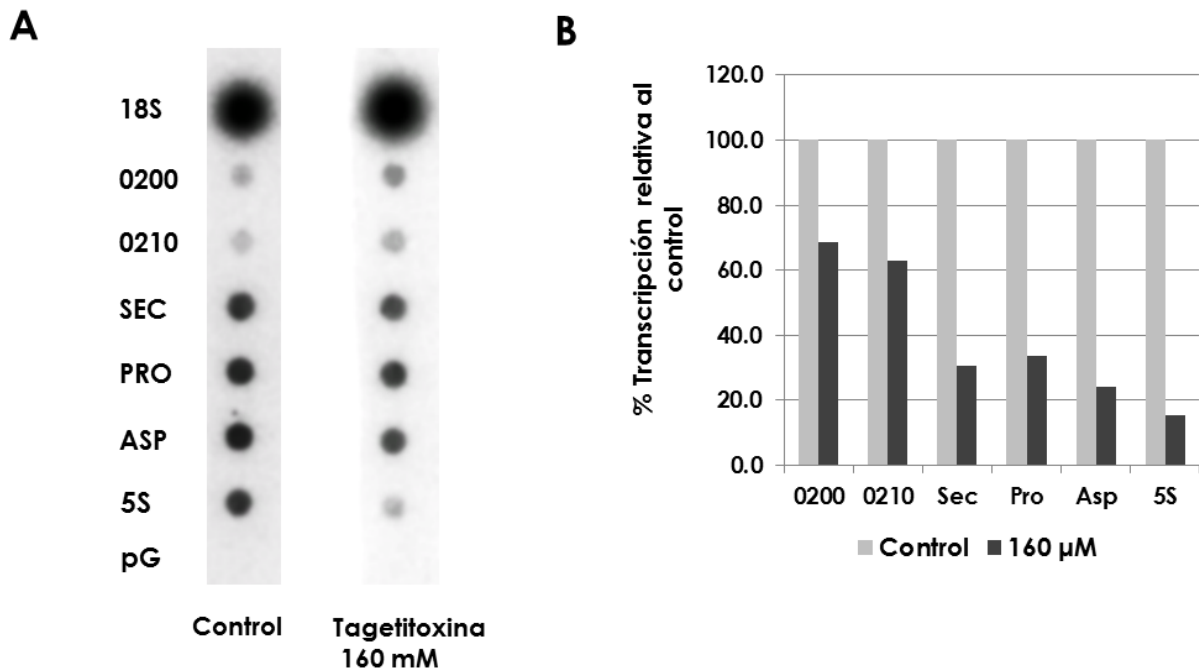 A
18S
0200
0210
SEC
PRO
ASP
5S
pG
Control
Tagetitoxina
160 mM
B
% Transcripción relativa al
control
120.0
100.0
80.0
60.0
40.0
20.0
0.0
0200 0210 Sec Pro Asp 5S
Control 160 µM